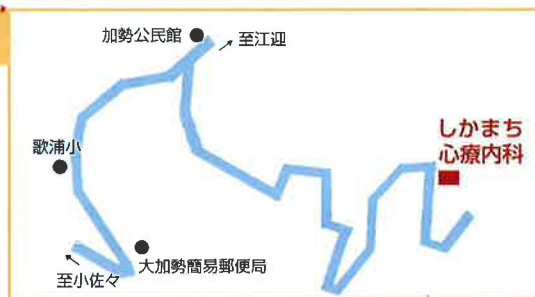 加勢公民館
至江迎
しかまち
心療内科
歌浦小
大加勢簡易郵便局
至小佐々